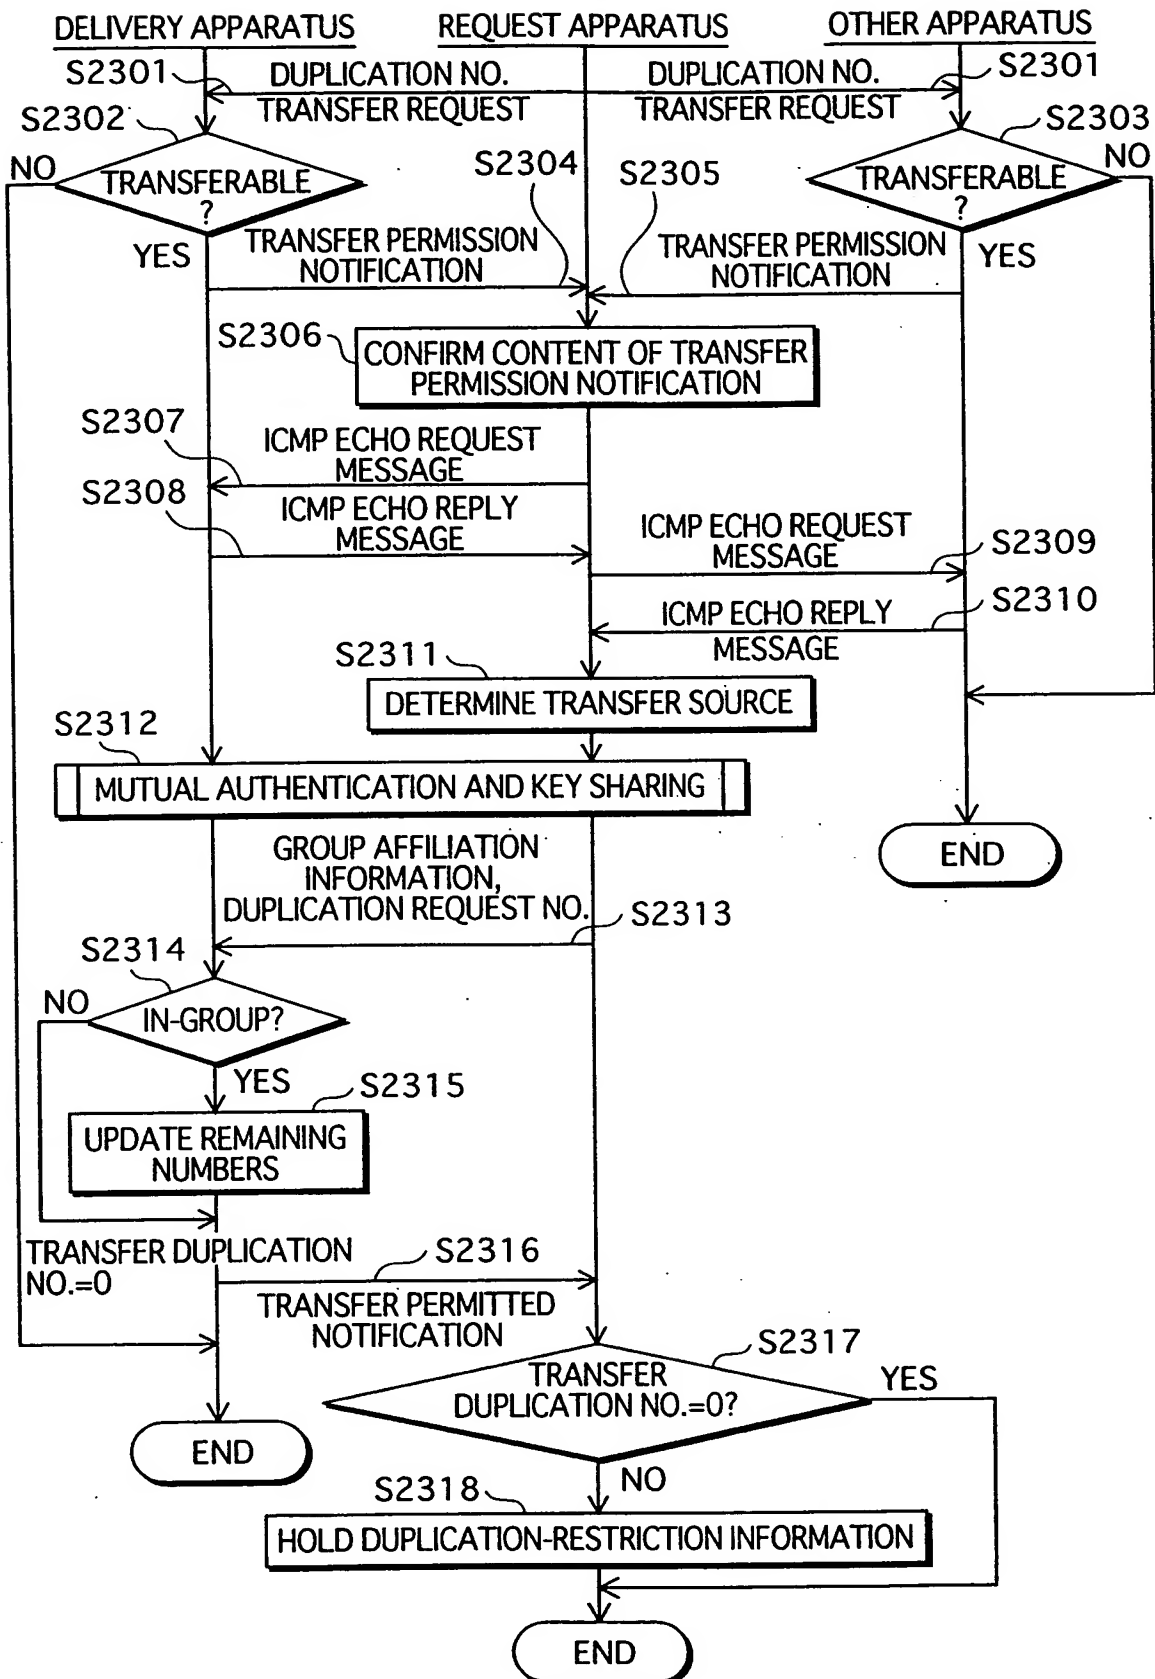 DELIVERY APPARATUS
REQUEST APPARATUS
OTHER APPARATUS
S2301
DUPLICATION NO.
TRANSFER REQUEST
DUPLICATION NO.
TRANSFER REQUEST
S2301
S2302
S2303
NO
TRANSFERABLE
?
YES
S2304
S2305
TRANSFERABLE
?
NO
YES
TRANSFER PERMISSION
NOTIFICATION
TRANSFER PERMISSION
NOTIFICATION
S2306
CONFIRM CONTENT OF TRANSFER
PERMISSION NOTIFICATION
S2307
ICMP ECHO REQUEST
MESSAGE
S2308
ICMP ECHO REPLY
MESSAGE
ICMP ECHO REQUEST
MESSAGE
S2309
ICMP ECHO REPLY
MESSAGE
S2310
S2311
DETERMINE TRANSFER SOURCE
S2312
MUTUAL AUTHENTICATION AND KEY SHARING
END
GROUP AFFILIATION
INFORMATION,
DUPLICATION REQUEST NO.
S2313
S2314
NO
IN-GROUP?
YES
S2315
UPDATE REMAINING
NUMBERS
TRANSFER DUPLICATION
NO.=0
S2316
TRANSFER PERMITTED
NOTIFICATION
S2317
TRANSFER
DUPLICATION NO.=0?
YES
END
NO
S2318
HOLD DUPLICATION-RESTRICTION INFORMATION
END